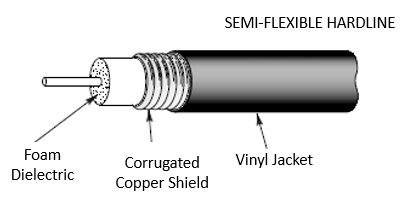 SEMI-FLEXIBLE HARDLINE
Foam
Dielectric
Corrugated
Copper Shield
Vinyl Jacket